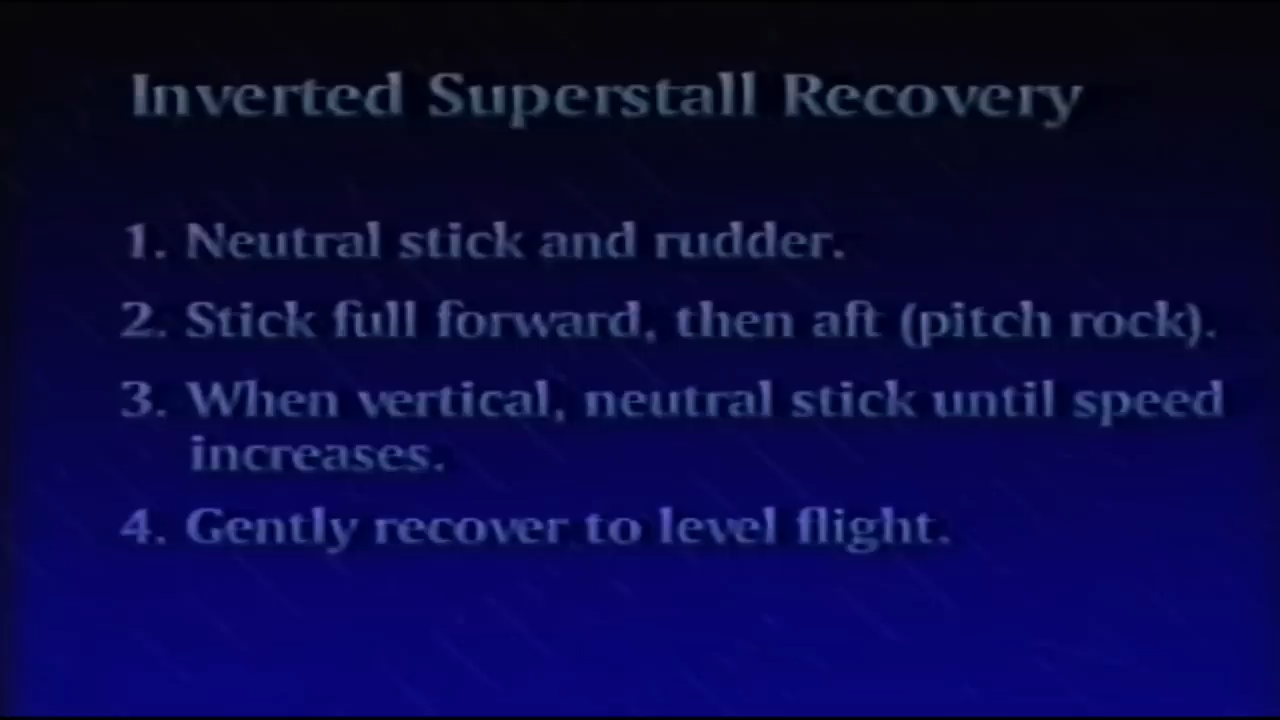 Inverted Superstall Recovery
1. Neutral stick and rudder.
2. Stick full forward, then aft (pitch rock).
3. When vertical, neutral stick until speed
increases.
4. Gently recover to level flight.